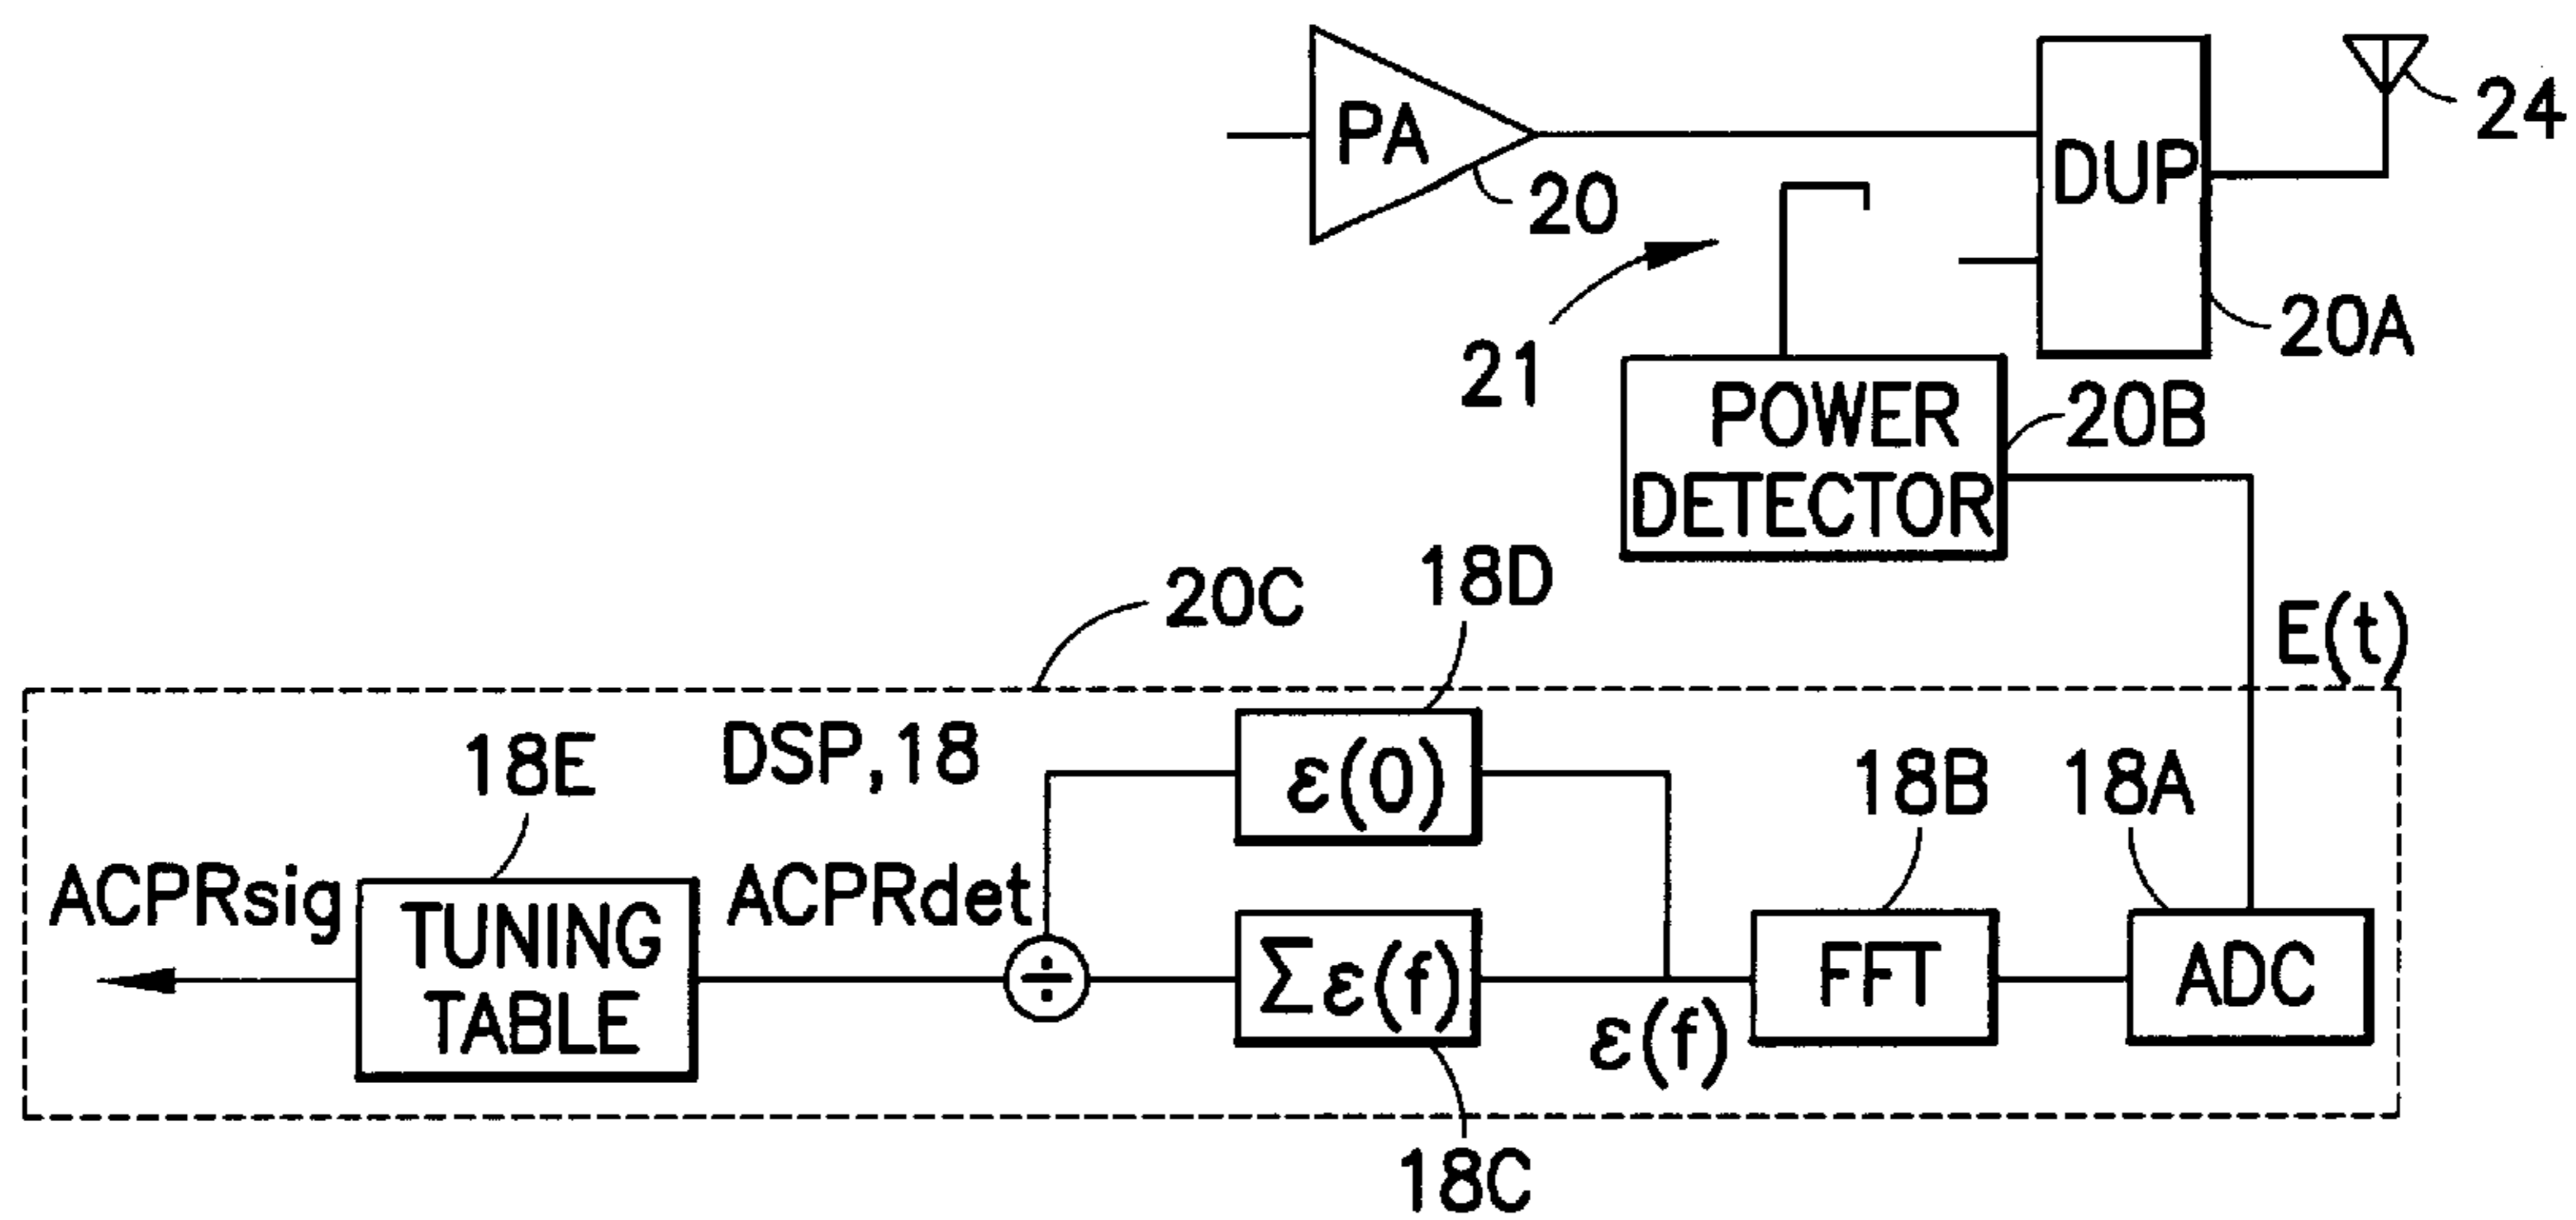 PA
20
DUP
24
20A
21
POWER
DETECTOR
20B
E(t)
20C
18D
18E
DSP,18
ε(0)
18B
18A
ACPRsig
TUNING
TABLE
ACPRdet
÷
Σε(f)
ε(f)
FFT
ADC
18C